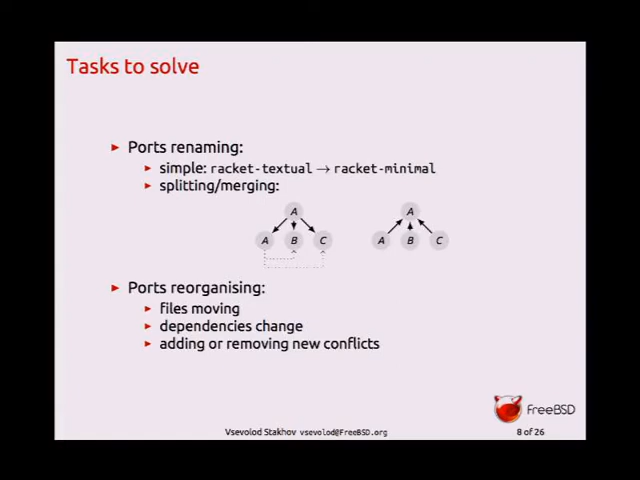 Tasks to solve
Ports renaming:
simple: racket-textual → racket-minimal
splitting/merging:
A A
A B C A B C
Ports reorganising:
files moving
dependencies change
adding or removing new conflicts
FreeBSD
Vsevolod Stakhov vsevolod@FreeBSD.org 8 of 26